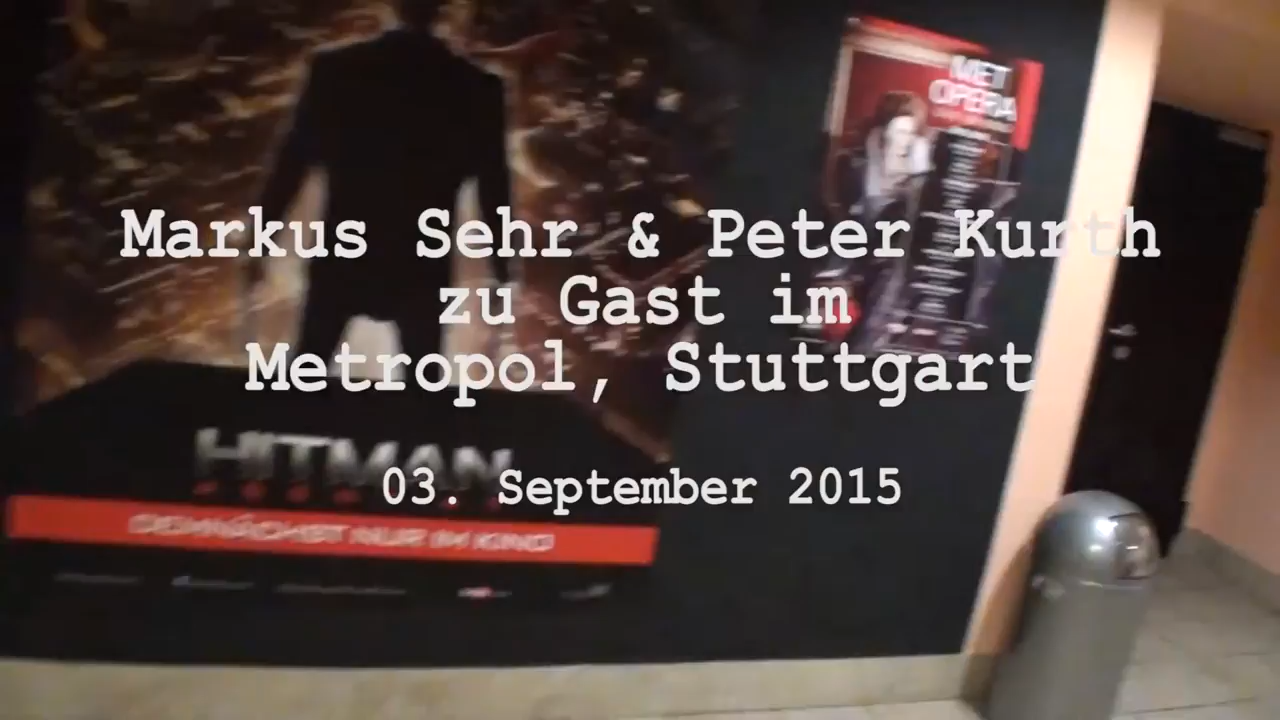 MET
OPERA
Markus Sehr & Peter Kurth
zu Gast im
Metropol, Stuttgart
HITMAN
03. September 2015
DEMNÄCHST NUR IM KINO